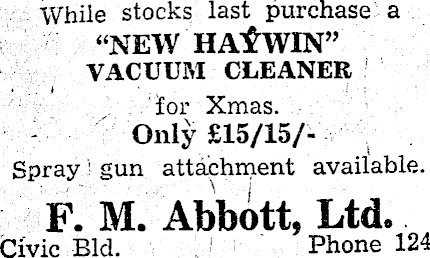 While stocks last purchase a
“NEW HAYWIN”
VACUUM CLEANER
for Xmas.
Only £15/15/-
Spray gun attachment available.
F. M. Abbott, Ltd.
Civic Bld. Phone 124